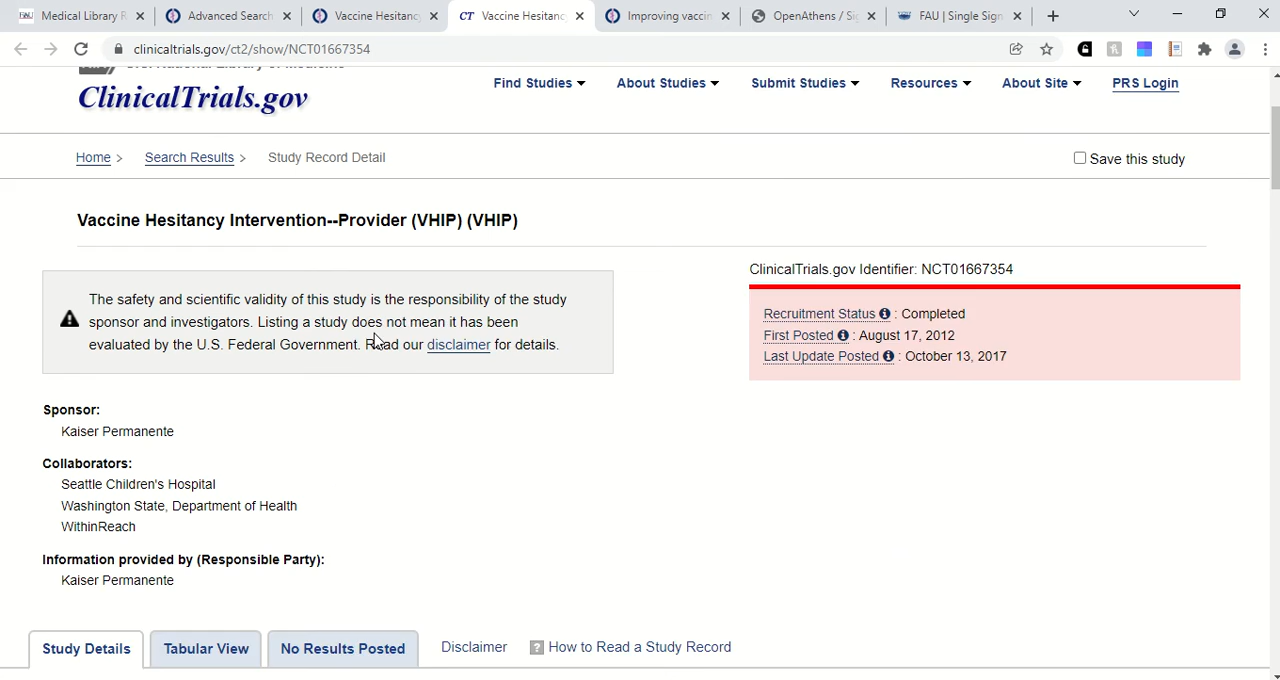 Medical Library R
Advanced Search
Vaccine Hesitancy
CT Vaccine Hesitanc
Improving vaccin
OpenAthens / Sig
FAU | Single Sign
clinicaltrials.gov/ct2/show/NCT01667354
ClinicalTrials.gov
Find Studies
About Studies
Submit Studies
Resources
About Site
PRS Login
Home > Search Results > Study Record Detail
Save this study
Vaccine Hesitancy Intervention--Provider (VHIP) (VHIP)
The safety and scientific validity of this study is the responsibility of the study
sponsor and investigators. Listing a study does not mean it has been
evaluated by the U.S. Federal Government. Read our disclaimer for details.
ClinicalTrials.gov Identifier: NCT01667354
Recruitment Status : Completed
First Posted : August 17, 2012
Last Update Posted : October 13, 2017
Sponsor:
Kaiser Permanente
Collaborators:
Seattle Children's Hospital
Washington State, Department of Health
WithinReach
Information provided by (Responsible Party):
Kaiser Permanente
Study Details
Tabular View
No Results Posted
Disclaimer
? How to Read a Study Record